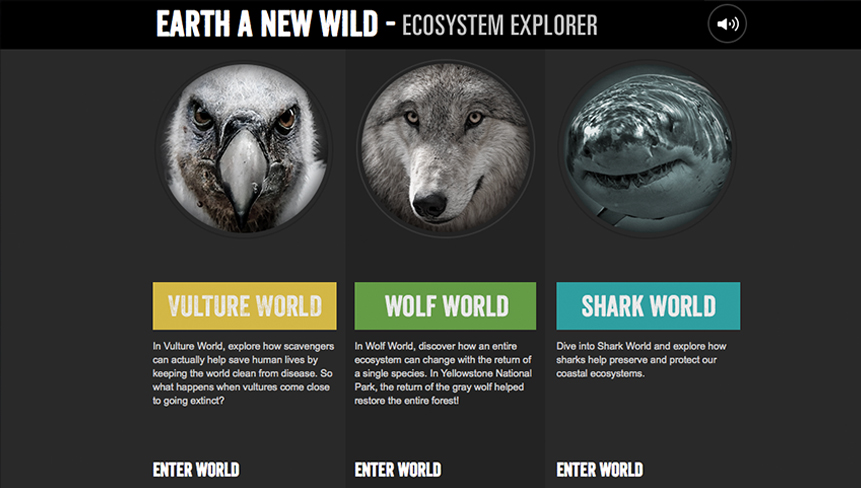 EARTH A NEW WILD - ECOSYSTEM EXPLORER
VULTURE WORLD
In Vulture World, explore how scavengers
can actually help save human lives by
keeping the world clean from disease. So
what happens when vultures come close
to going extinct?
ENTER WORLD
WOLF WORLD
In Wolf World, discover how an entire
ecosystem can change with the return of
a single species. In Yellowstone National
Park, the return of the gray wolf helped
restore the entire forest!
ENTER WORLD
SHARK WORLD
Dive into Shark World and explore how
sharks help preserve and protect our
coastal ecosystems.
ENTER WORLD